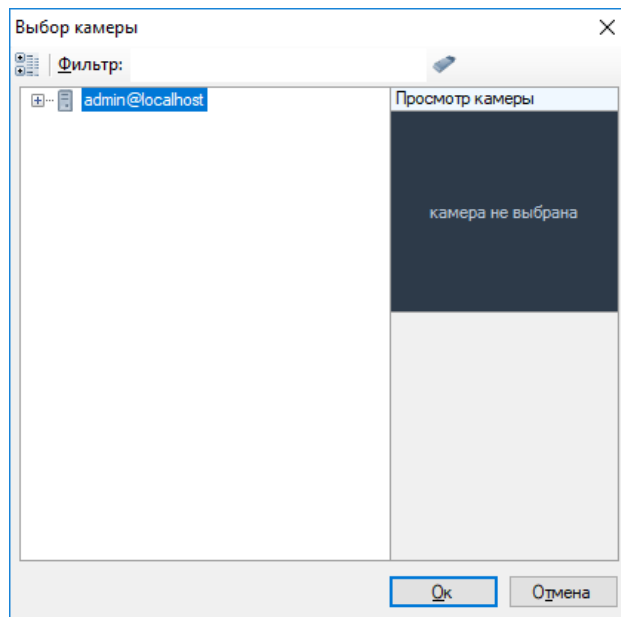 Выбор камеры
Фильтр:
admin@localhost
Просмотр камеры
камера не выбрана
Ок
Отмена